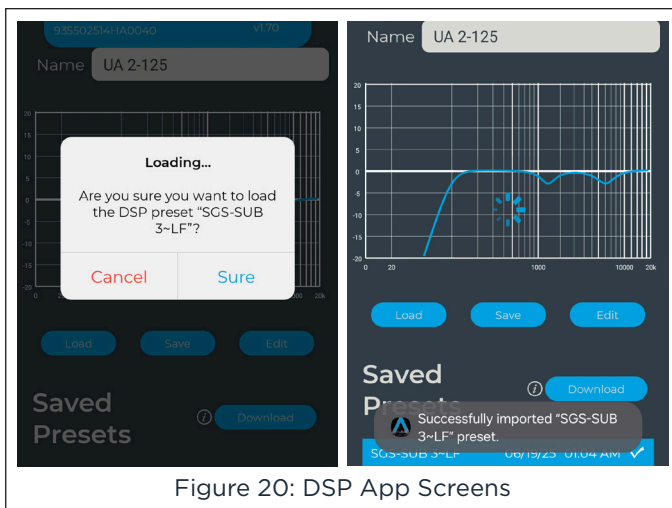 935502514HA0040 v1.70
Name UA 2-125
20
15
10
5
0
-5
-10
-15
-20
0
20k
Loading...
Are you sure you want to load
the DSP preset “SGS-SUB
3~LF”?
Cancel Sure
Load Save Edit
Saved
Presets
i Download
Name UA 2-125
20
15
10
5
0
-5
-10
-15
-20
0 20 1000 10000 20k
Load Save Edit
Saved
Presets
i Download
Successfully imported “SGS-SUB
3~LF” preset.
SGS-SUB 3~LF 06/19/25 01:04 AM
Figure 20: DSP App Screens